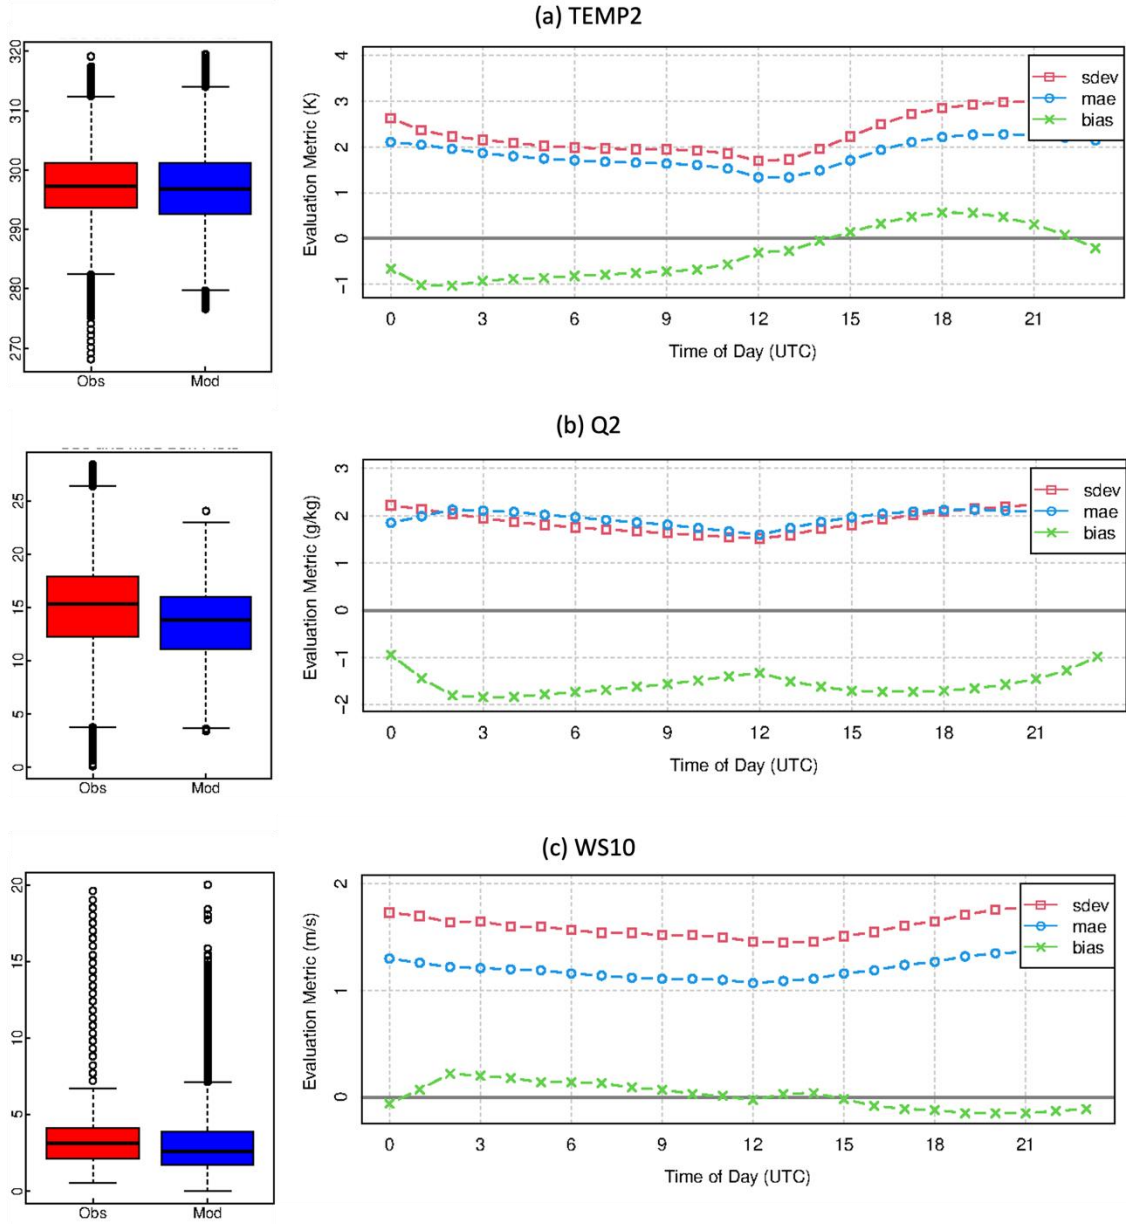 (a) TEMP2
320
310
300
290
280
270
Obs Mod
Evaluation Metric (K)
4
3
2
1
0
−1
0 3 6 9 12 15 18 21
Time of Day (UTC)
sdev
mae
bias
(b) Q2
25
20
15
10
5
0
Obs Mod
Evaluation Metric (g/kg)
3
2
1
0
−1
−2
0 3 6 9 12 15 18 21
Time of Day (UTC)
sdev
mae
bias
(c) WS10
20
15
10
5
0
Obs Mod
Evaluation Metric (m/s)
2
1
0
0 3 6 9 12 15 18 21
Time of Day (UTC)
sdev
mae
bias